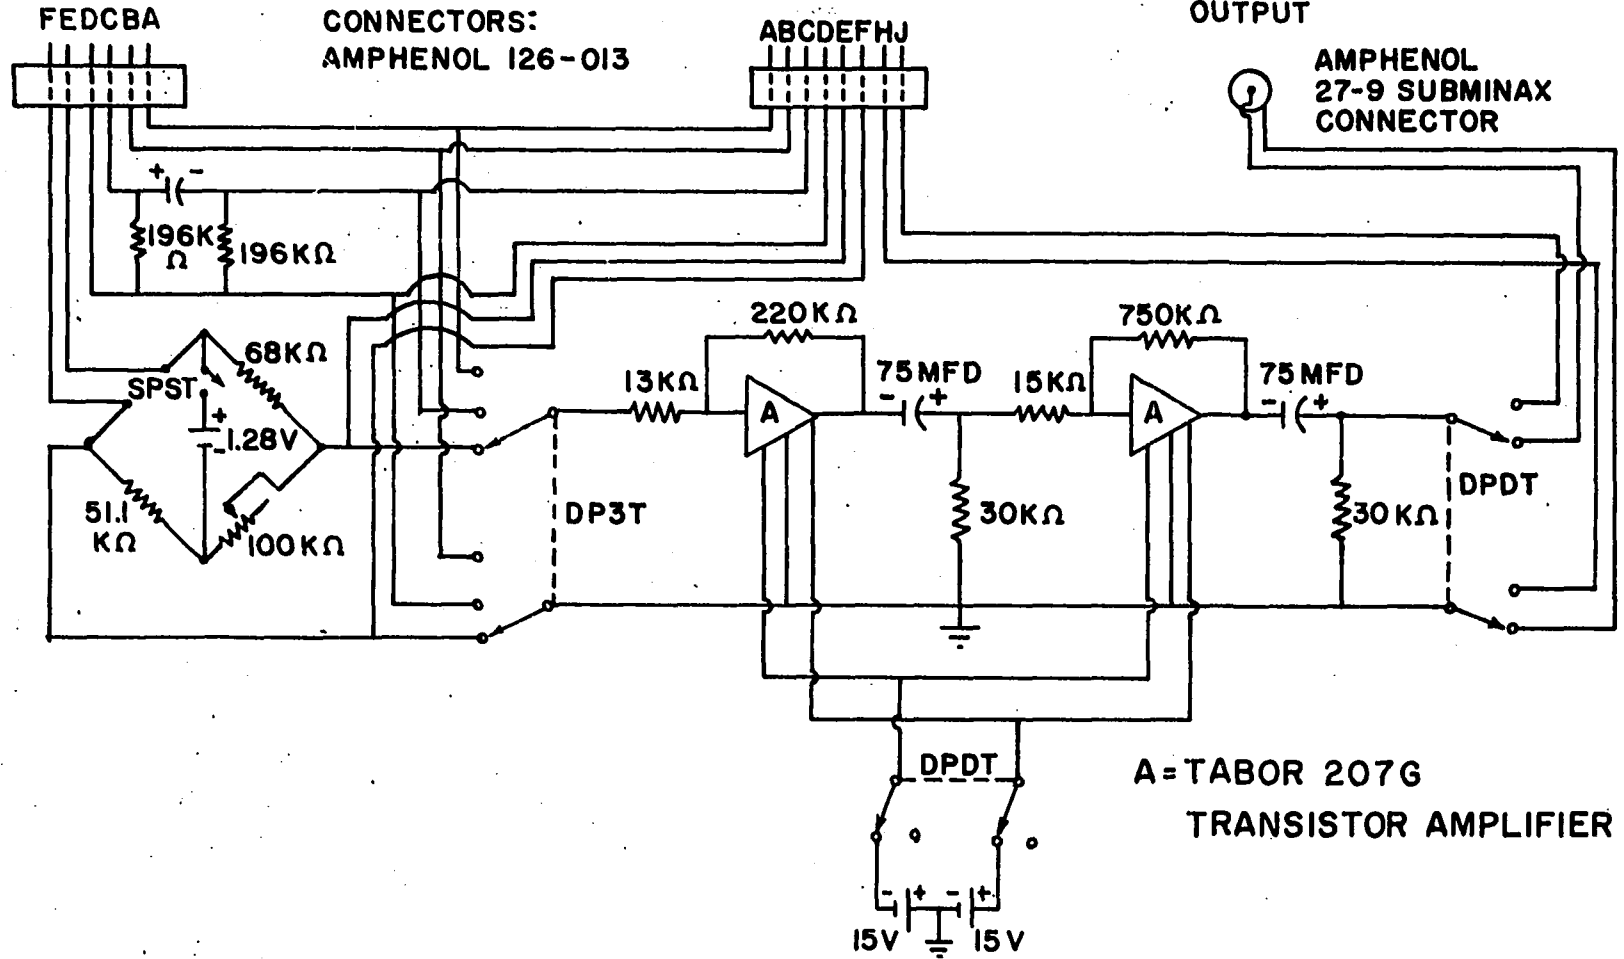 FEDCBA
CONNECTORS:
AMPHENOL 126-013
ABCDEFHJ
OUTPUT
AMPHENOL
27-9 SUBMINAX
CONNECTOR
+ -
196K
Ω
196KΩ
220KΩ
750KΩ
68KΩ
SPST
+
1.28V
-
13KΩ
A
75MFD
- +
15KΩ
A
75MFD
- +
51.1
KΩ
100KΩ
DP3T
30KΩ
30KΩ
DPDT
DPDT
A=TABOR 207G
TRANSISTOR AMPLIFIER
- + - +
15V 15V